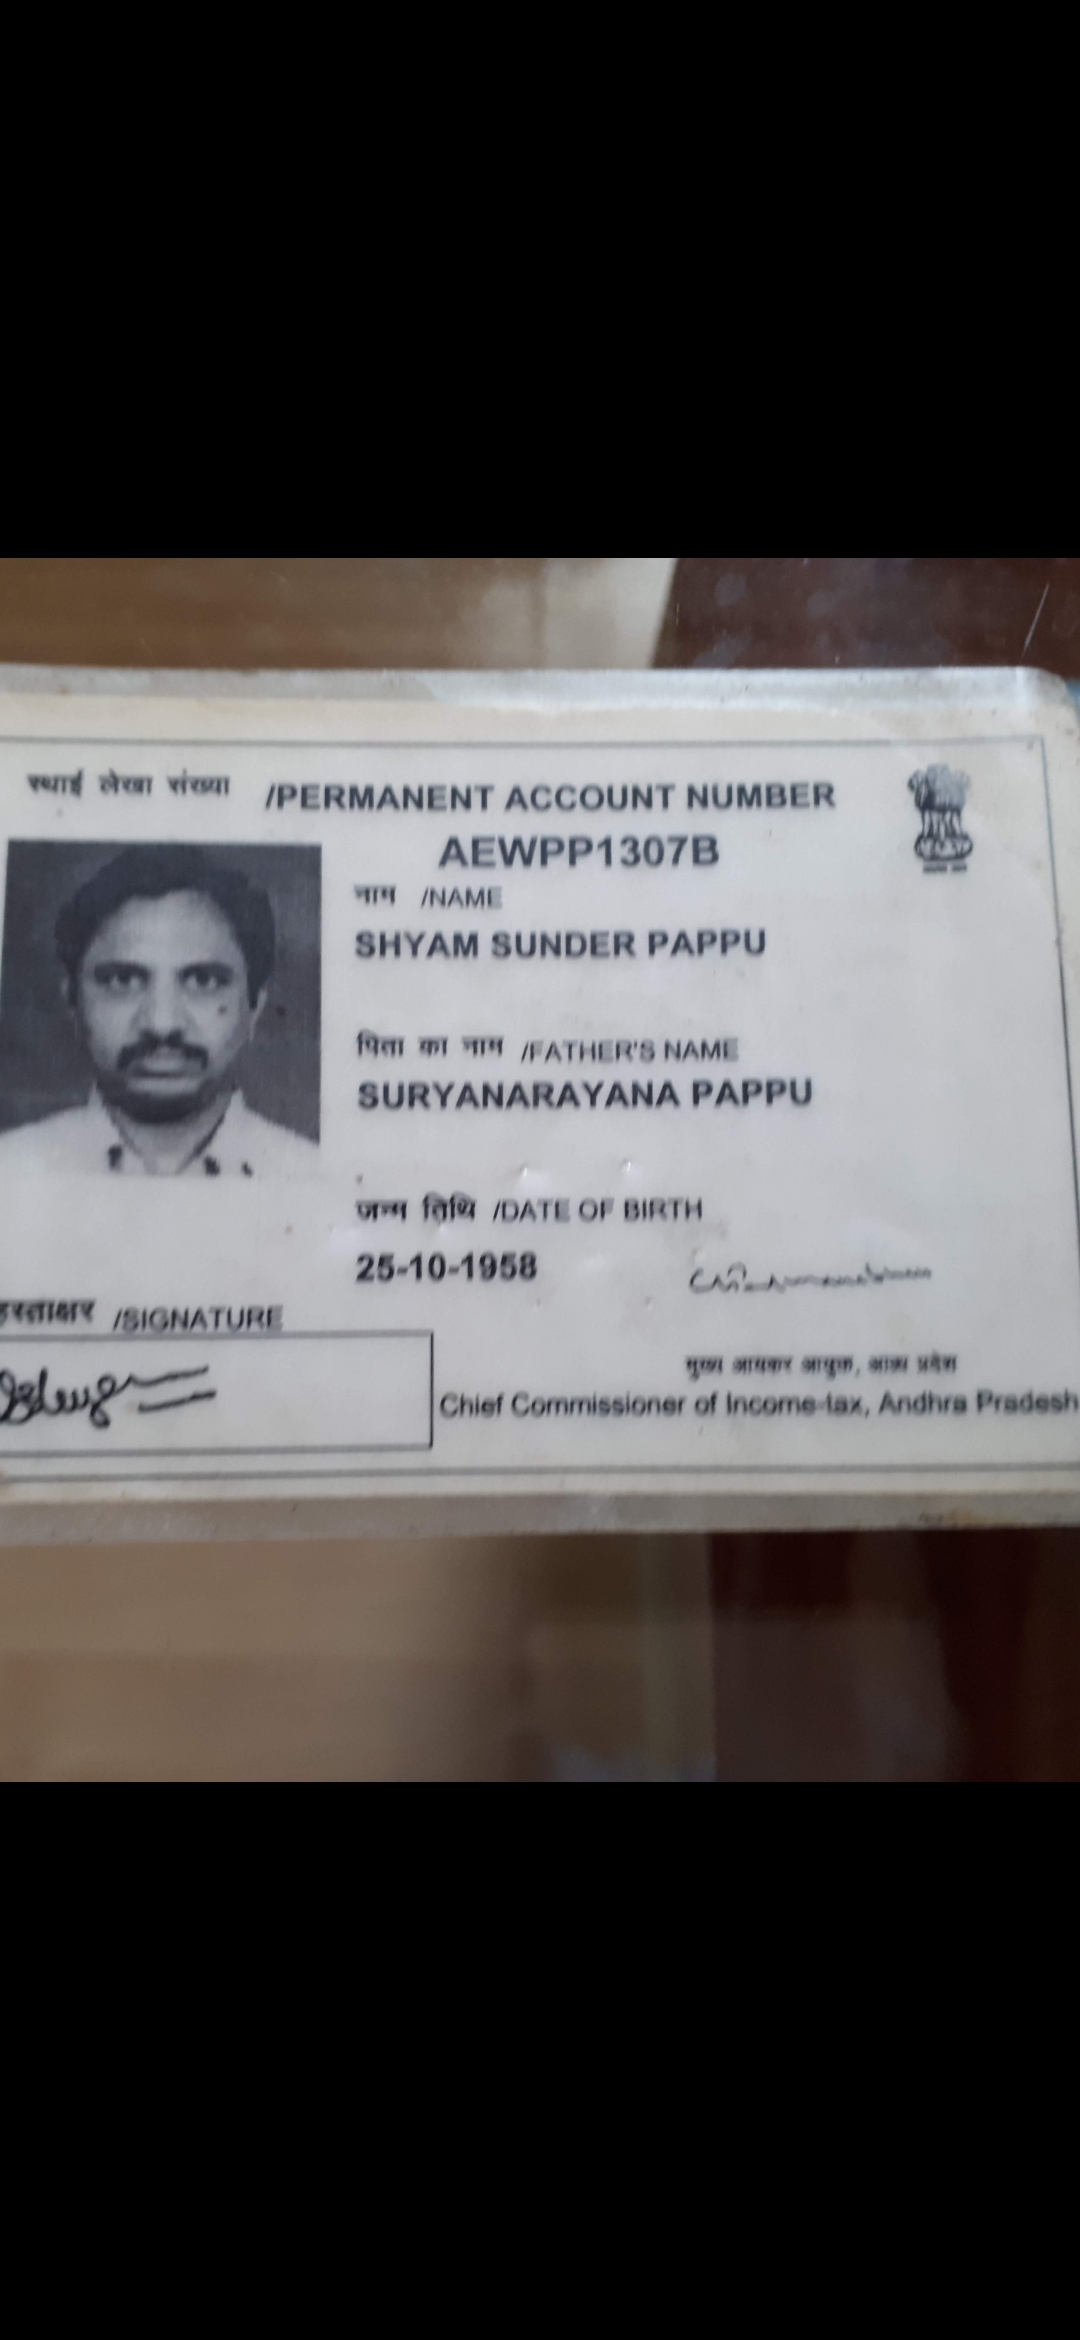 स्थाई लेखा संख्या /PERMANENT ACCOUNT NUMBER
AEWPP1307B
नाम /NAME
SHYAM SUNDER PAPPU
पिता का नाम /FATHER'S NAME
SURYANARAYANA PAPPU
जन्म तिथि /DATE OF BIRTH
25-10-1958
हस्ताक्षर /SIGNATURE
मुख्य आयकर आयुक्त, आन्ध्र प्रदेश
Chief Commissioner of Income-tax, Andhra Pradesh